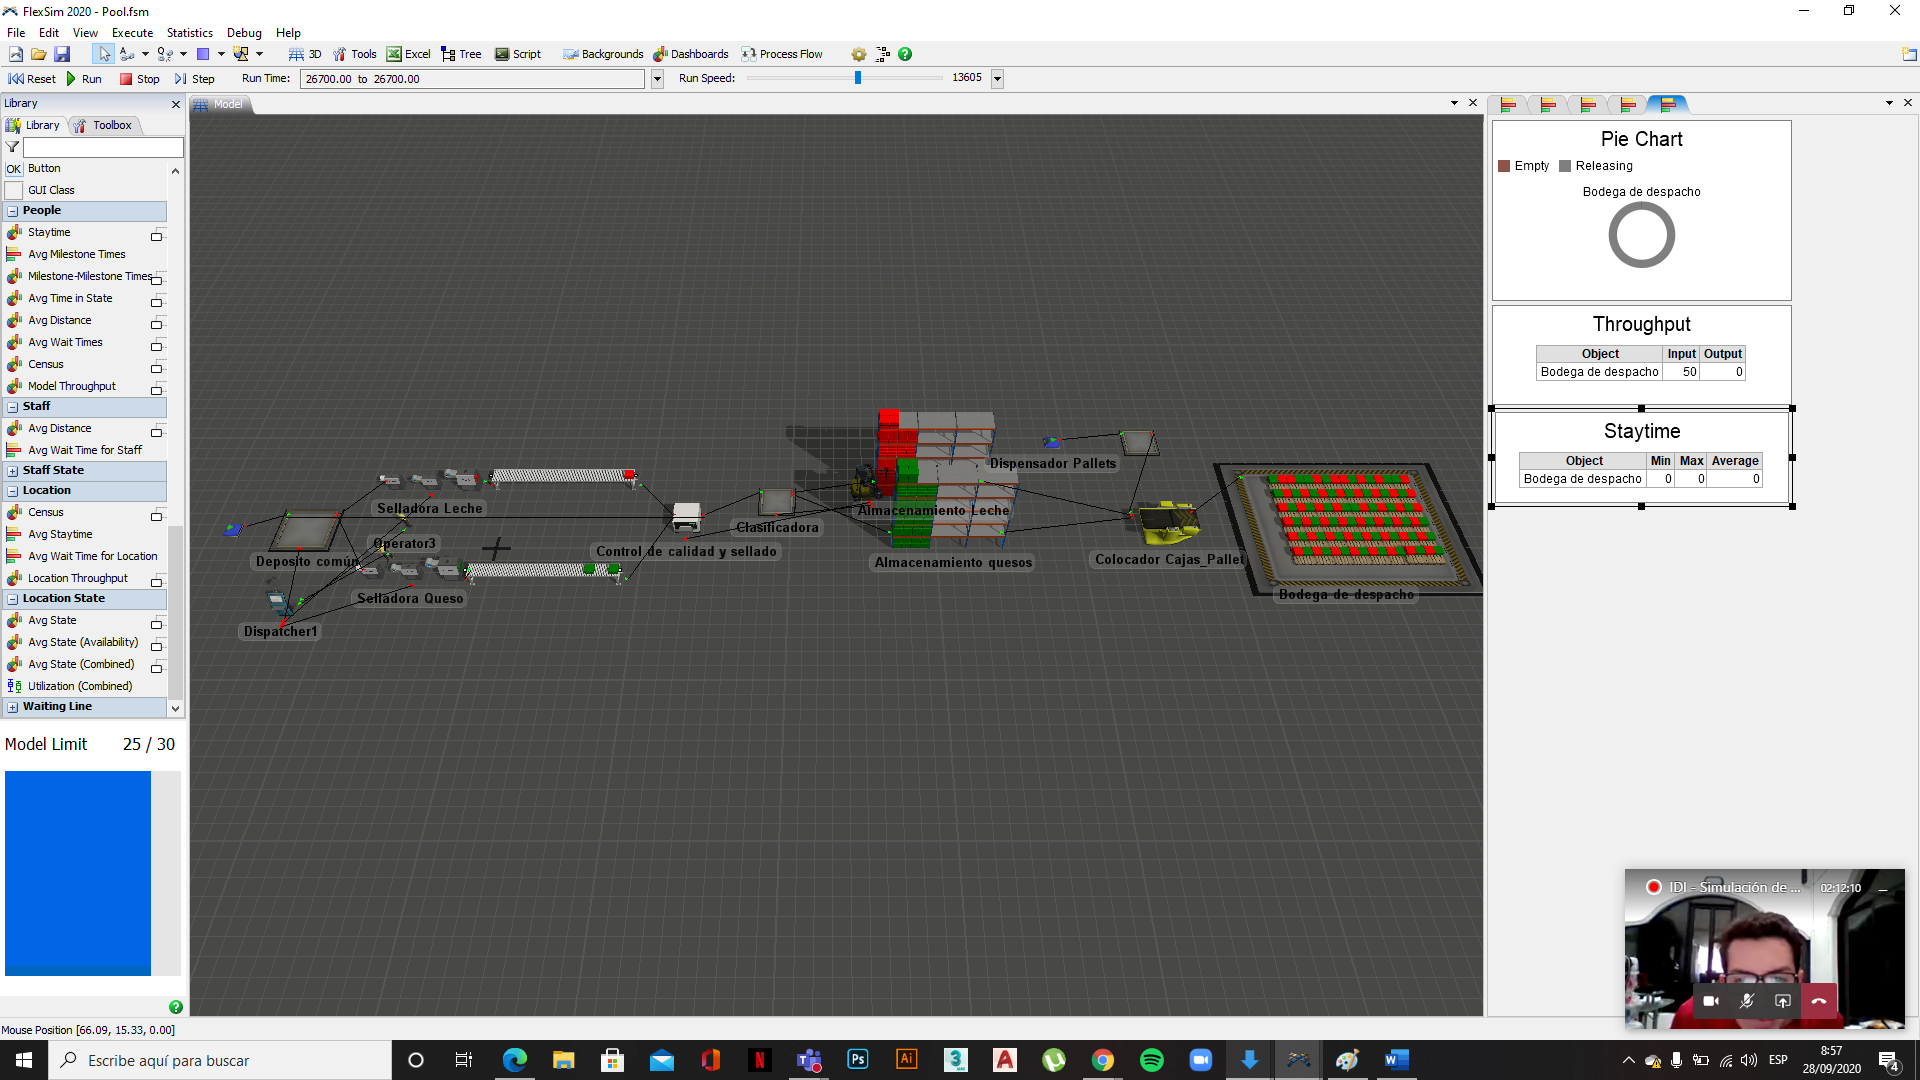 FlexSim 2020 - Pool.fsm
File Edit View Execute Statistics Debug Help
3D Tools Excel Tree Script Backgrounds Dashboards Process Flow
Reset Run Stop Step Run Time: 26700.00 to 26700.00 Run Speed: 13605
Library
Library Toolbox
OK Button
GUI Class
People
Staytime
Avg Milestone Times
Milestone-Milestone Times
Avg Time in State
Avg Distance
Avg Wait Times
Census
Model Throughput
Staff
Avg Distance
Avg Wait Time for Staff
Staff State
Location
Census
Avg Staytime
Avg Wait Time for Location
Location Throughput
Location State
Avg State
Avg State (Availability)
Avg State (Combined)
Utilization (Combined)
Waiting Line
Model Limit 25 / 30
Mouse Position [66.09, 15.33, 0.00]
Model
Dispensador Pallets
Selladora Leche
Almacenamiento Leche
Clasificadora
Operator3
Control de calidad y sellado
Deposito común
Almacenamiento quesos
Colocador Cajas_Pallet
Selladora Queso
Bodega de despacho
Dispatcher1
Pie Chart
Empty Releasing
Bodega de despacho
Throughput
Object Input Output
Bodega de despacho 50 0
Staytime
Object Min Max Average
Bodega de despacho 0 0 0
IDI - Simulación de ... 02:12:10
Escribe aquí para buscar
N
Ps
Ai
3
A
W
ESP
8:57
28/09/2020
4